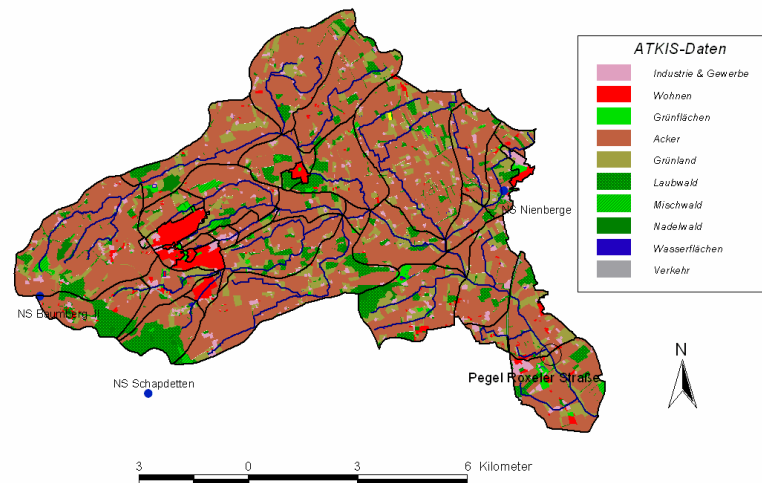 ATKIS-Daten
Industrie & Gewerbe
Wohnen
Grünflächen
Acker
Grünland
Laubwald
Mischwald
Nadelwald
Wasserflächen
Verkehr
NS Nienberge
NS Baumberg II
NS Schapdetten
Pegel Roxeler Straße
N
3 0 3 6 Kilometer